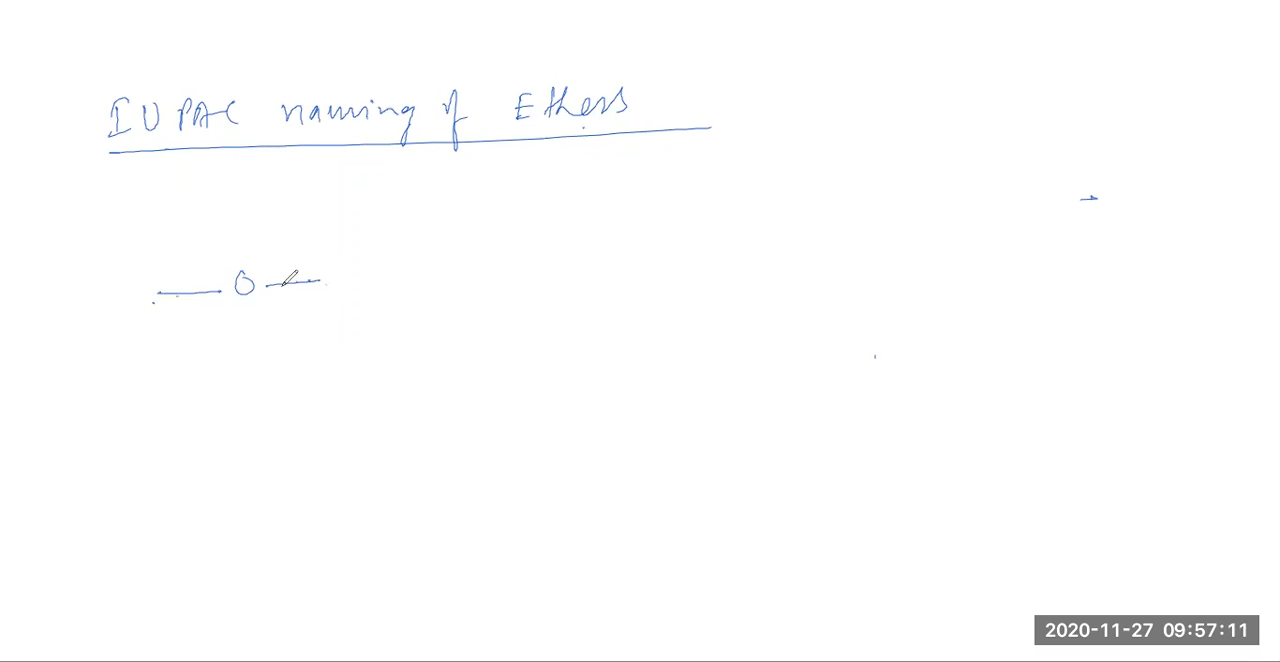 IUPAC naming of Ethers
— O —
2020-11-27 09:57:11